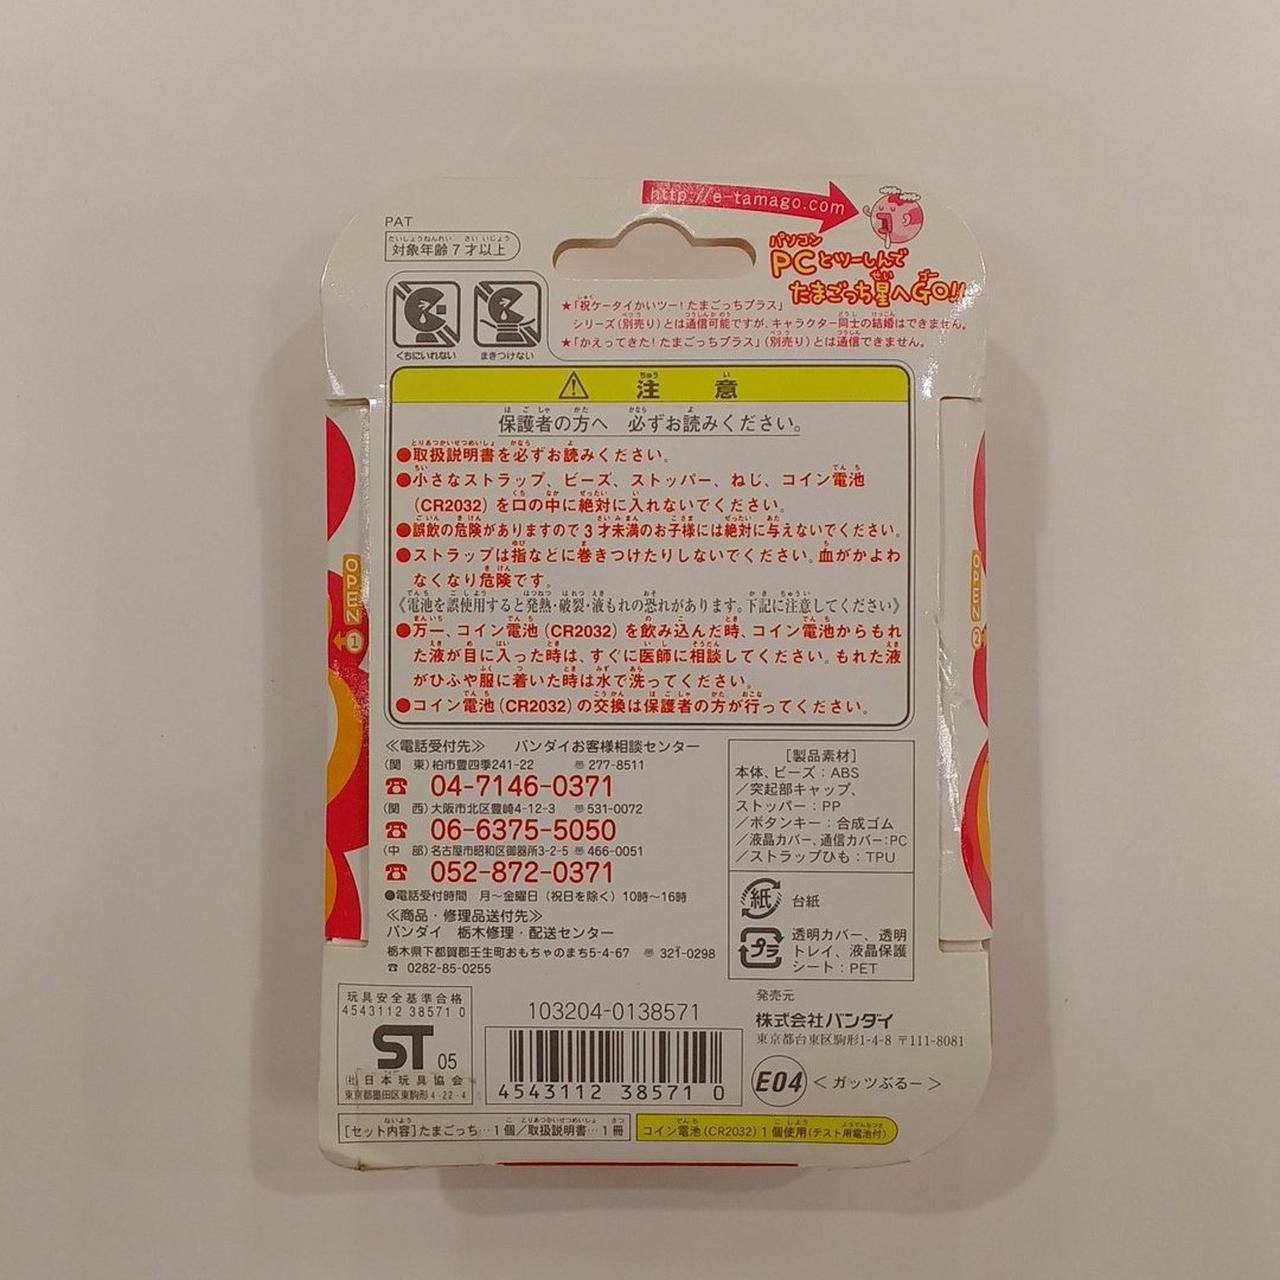 http://e-tamago.com
PAT
対象年齢7才以上
パソコン
PCとツーしんで
たまごっち星へGO!!
くちにいれない
まきつけない
★「祝ケータイかいツー!たまごっちプラス」
シリーズ(別売り)とは通信可能ですが、キャラクター同士の結婚はできません。
★「かえってきた!たまごっちプラス」(別売り)とは通信できません。
⚠ 注意
保護者の方へ 必ずお読みください。
●取扱説明書を必ずお読みください。
●小さなストラップ、ビーズ、ストッパー、ねじ、コイン電池
(CR2032)を口の中に絶対に入れないでください。
●誤飲の危険がありますので3才未満のお子様には絶対に与えないでください。
●ストラップは指などに巻きつけたりしないでください。血がかよわ
なくなり危険です。
《電池を誤使用すると発熱・破裂・液もれの恐れがあります。下記に注意してください》
●万一、コイン電池(CR2032)を飲み込んだ時、コイン電池からもれ
た液が目に入った時は、すぐに医師に相談してください。もれた液
がひふや服に着いた時は水で洗ってください。
●コイン電池(CR2032)の交換は保護者の方が行ってください。
OPEN
①
OPEN
②
≪電話受付先≫ バンダイお客様相談センター
(関 東)柏市豊四季241-22 〠277-8511
☎ 04-7146-0371
(関 西)大阪市北区豊崎4-12-3 〠531-0072
☎ 06-6375-5050
(中 部)名古屋市昭和区御器所3-2-5 〠466-0051
☎ 052-872-0371
●電話受付時間 月〜金曜日(祝日を除く)10時〜16時
≪商品・修理品送付先≫
バンダイ 栃木修理・配送センター
栃木県下都賀郡壬生町おもちゃのまち5-4-67 〠321-0298
☎ 0282-85-0255
[製品素材]
本体、ビーズ:ABS
/突起部キャップ、
ストッパー:PP
/ボタンキー:合成ゴム
/液晶カバー、通信カバー:PC
/ストラップひも:TPU
紙 台紙
プラ
透明カバー、透明
トレイ、液晶保護
シート:PET
玩具安全基準合格
4543112 38571 0
ST 05
(社)日本玩具協会
東京都墨田区東駒形4-22-4
103204-0138571
4543112 38571 0
発売元
株式会社バンダイ
東京都台東区駒形1-4-8 〒111-8081
E04 <ガッツぶるー>
[セット内容]たまごっち…1個/取扱説明書…1冊
コイン電池(CR2032)1個使用(テスト用電池付)